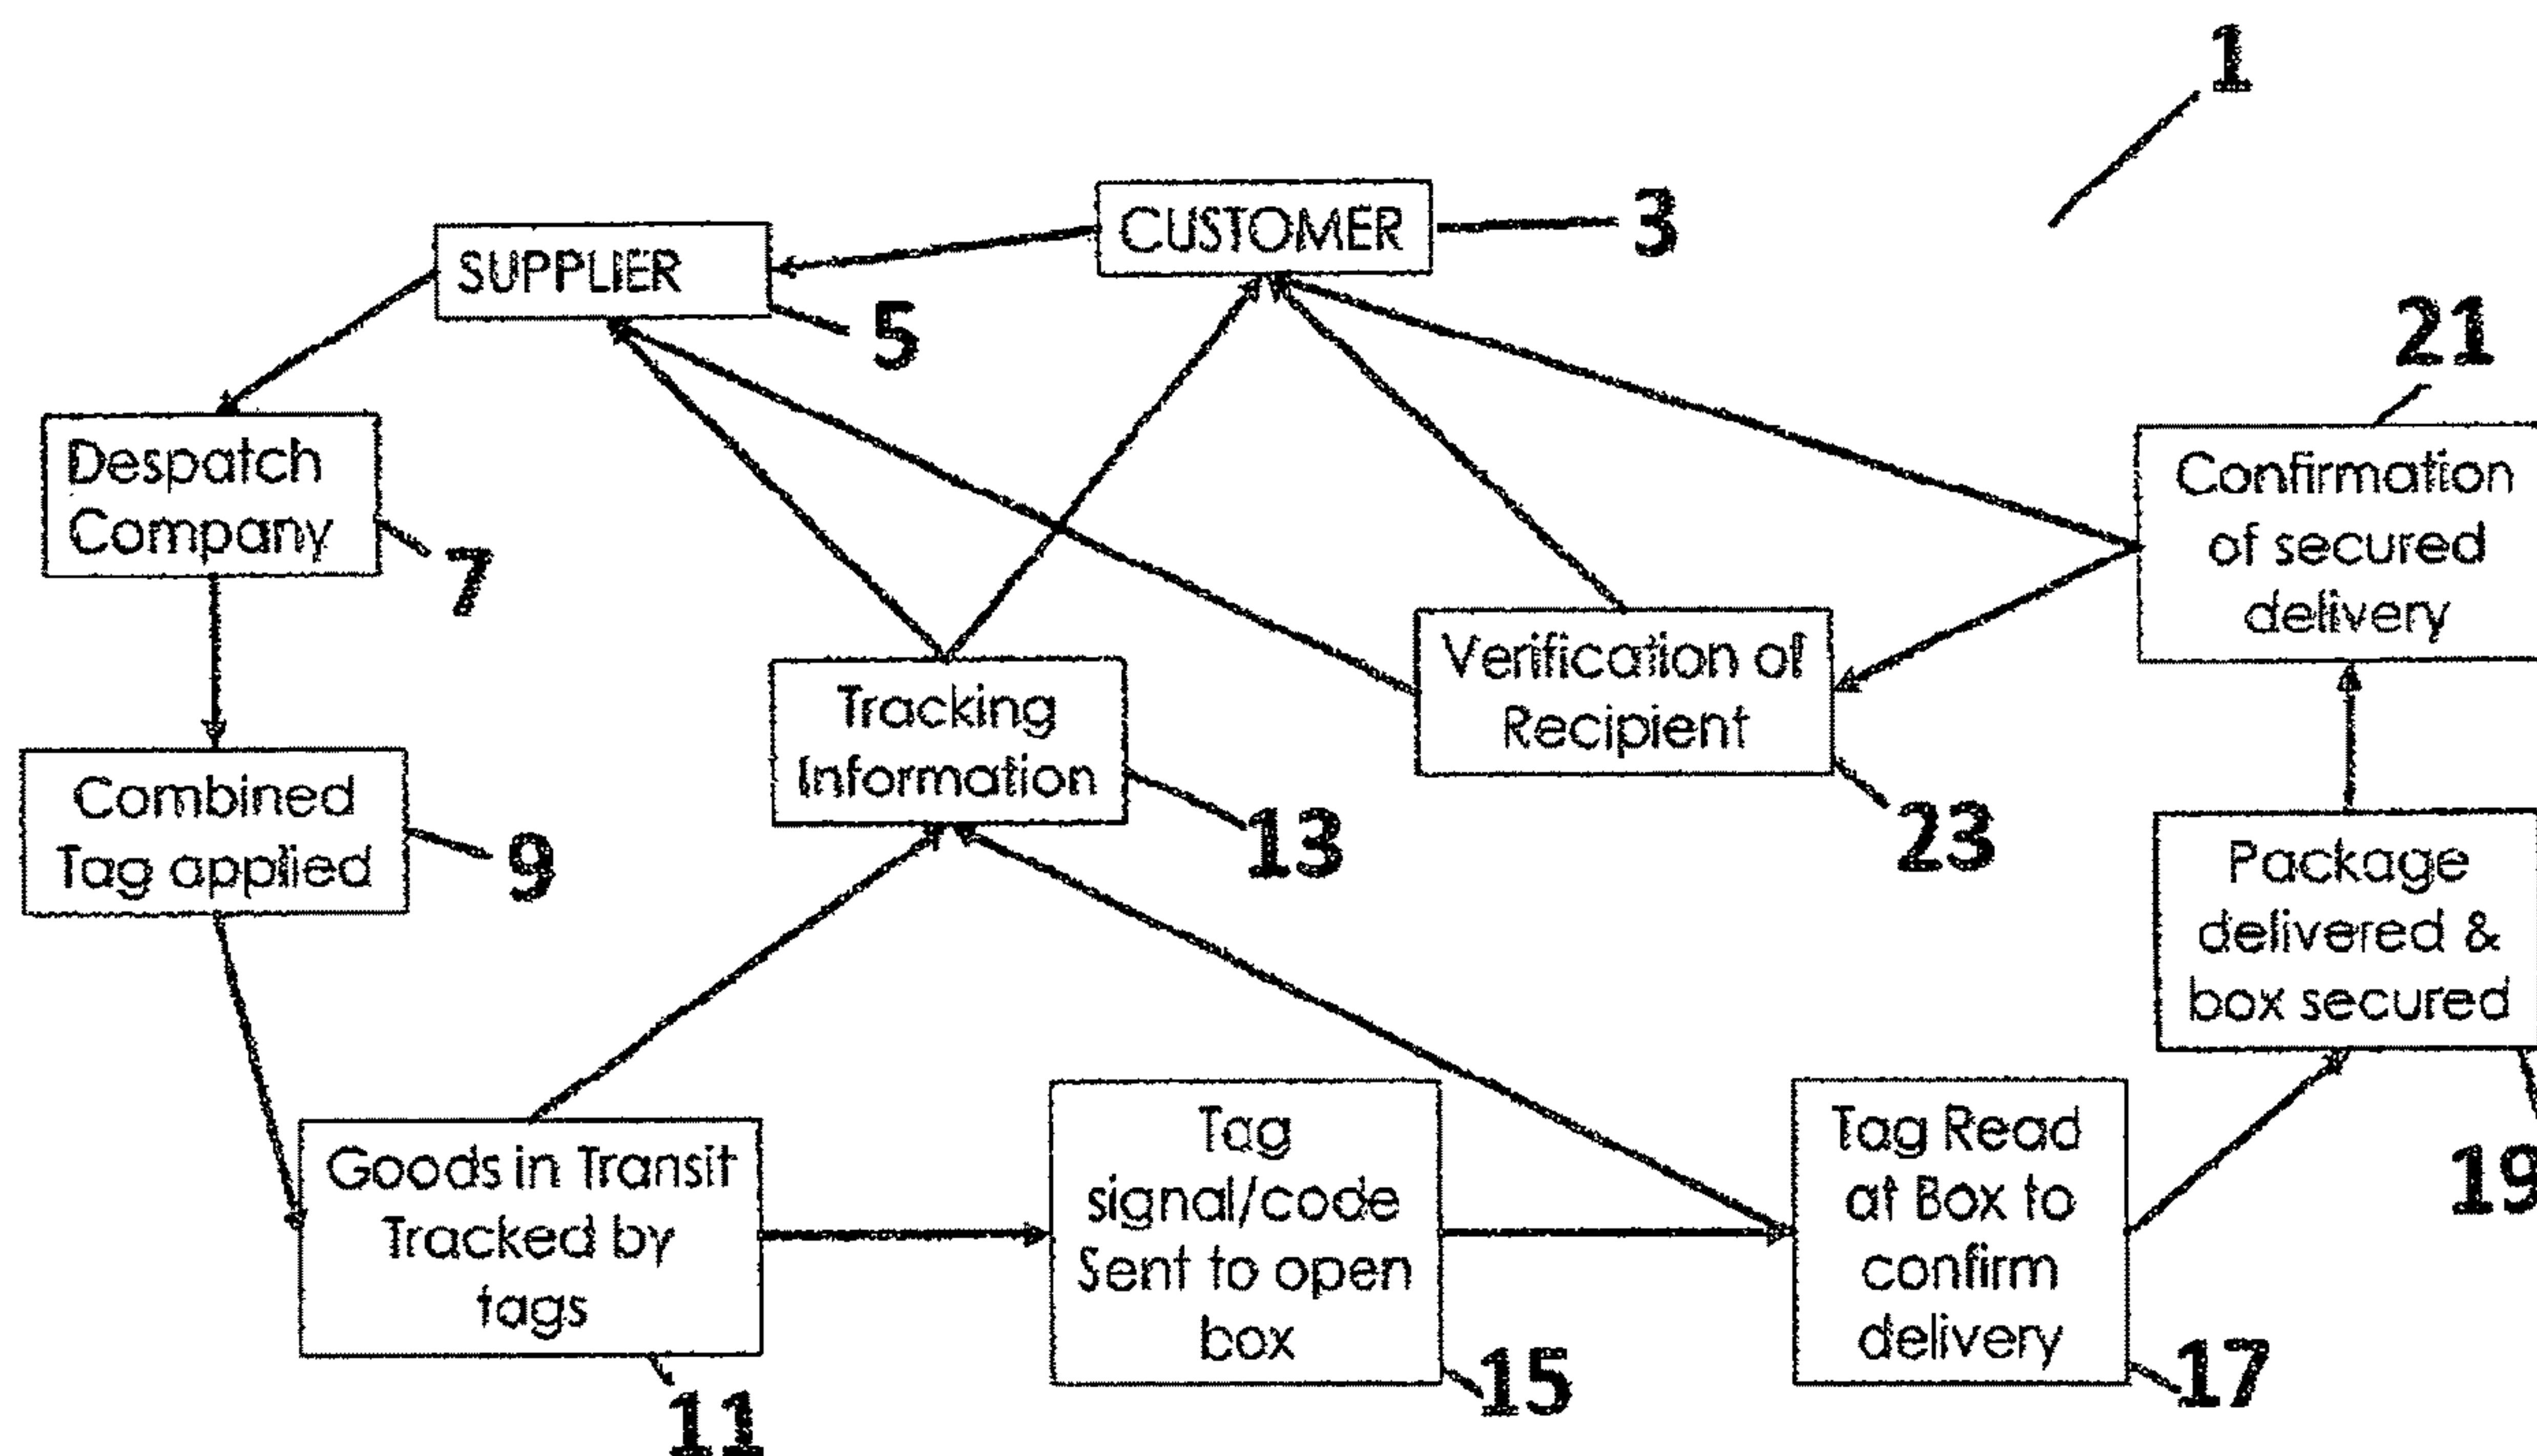 1
CUSTOMER
3
SUPPLIER
5
21
Despatch
Company
7
Confirmation
of secured
delivery
Verification of
Recipient
23
Tracking
Information
13
Combined
Tag applied
9
Package
delivered &
box secured
19
Goods in Transit
Tracked by
tags
11
Tag
signal/code
Sent to open
box
15
Tag Read
at Box to
confirm
delivery
17